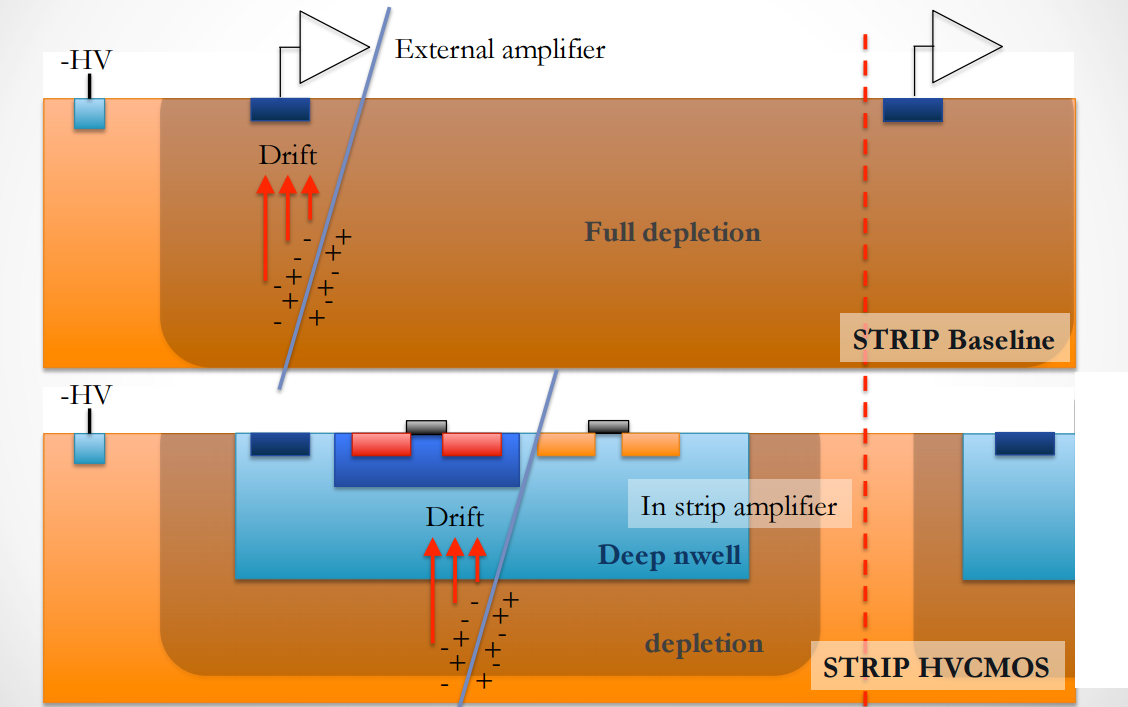 -HV
External amplifier
Drift
- +
- +
+ -
- +
+ -
- +
Full depletion
STRIP Baseline
-HV
In strip amplifier
Drift
Deep nwell
- +
- +
+ -
- +
+ -
- +
depletion
STRIP HVCMOS